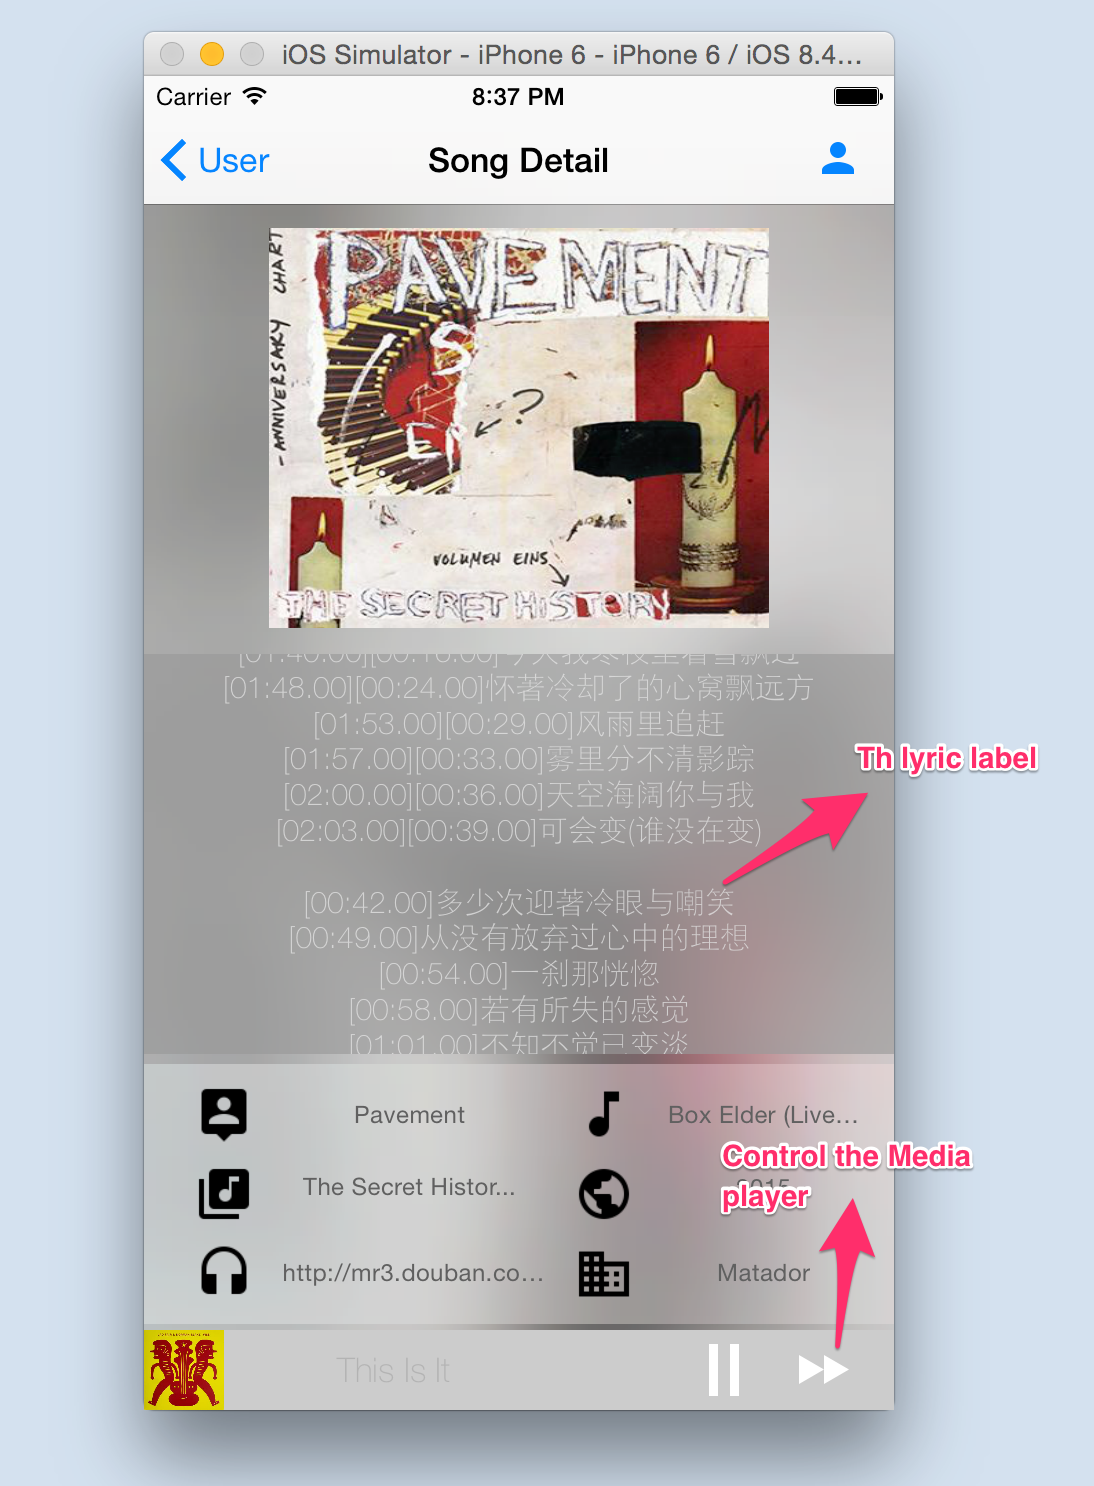 iOS Simulator - iPhone 6 - iPhone 6 / iOS 8.4...
Carrier
8:37 PM
User
Song Detail
PAVEMENT
- ANNIVERSARY CHART
?
VOLUMEN EINS
THE SECRET HISTORY
[01:48.00][00:24.00]怀著冷却了的心窝飘远方
[01:53.00][00:29.00]风雨里追赶
[01:57.00][00:33.00]雾里分不清影踪
Th lyric label
[02:00.00][00:36.00]天空海阔你与我
[02:03.00][00:39.00]可会变(谁没在变)
[00:42.00]多少次迎著冷眼与嘲笑
[00:49.00]从没有放弃过心中的理想
[00:54.00]一刹那恍惚
[00:58.00]若有所失的感觉
[01:01.00]不知不觉已变淡
Pavement
Box Elder (Live...
Control the Media
player
The Secret Histor...
2015
http://mr3.douban.co...
Matador
This Is It